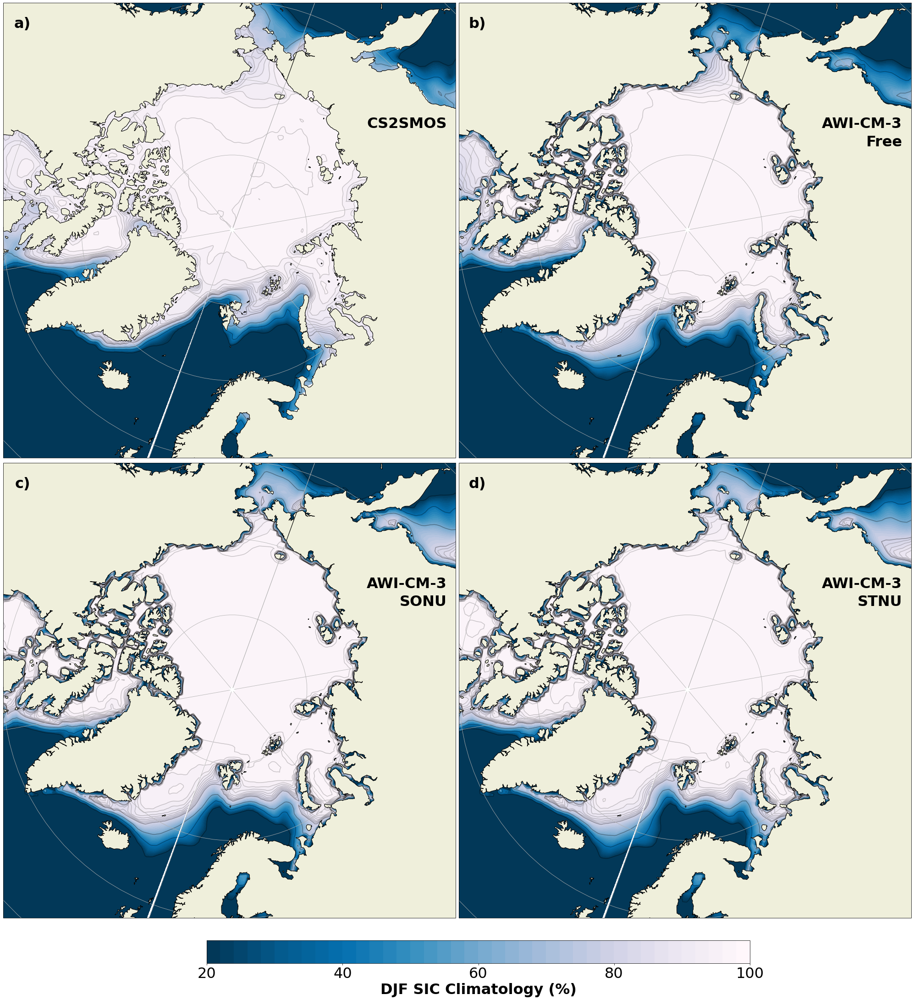 a)
CS2SMOS
b)
AWI-CM-3
Free
c)
AWI-CM-3
SONU
d)
AWI-CM-3
STNU
20 40 60 80 100
DJF SIC Climatology (%)